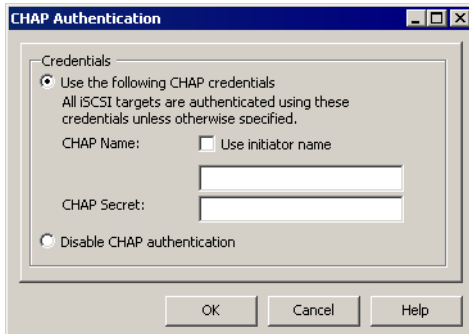 CHAP Authentication
Credentials
Use the following CHAP credentials
All iSCSI targets are authenticated using these
credentials unless otherwise specified.
CHAP Name:
Use initiator name
CHAP Secret:
Disable CHAP authentication
OK
Cancel
Help